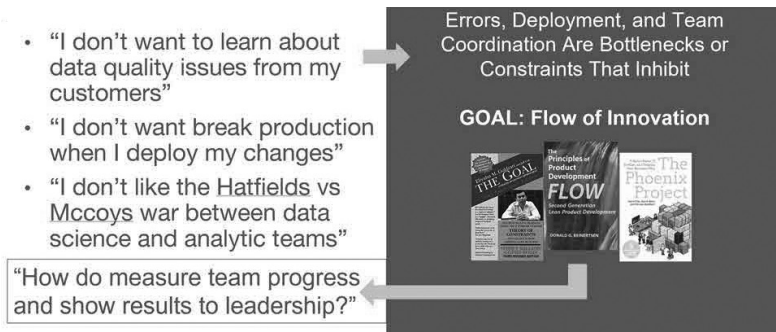 • “I don’t want to learn about
data quality issues from my
customers”
• “I don’t want break production
when I deploy my changes”
• “I don’t like the Hatfields vs
Mccoys war between data
science and analytic teams”
“How do measure team progress
and show results to leadership?”
Errors, Deployment, and Team
Coordination Are Bottlenecks or
Constraints That Inhibit
GOAL: Flow of Innovation
THE GOAL
The
Principles of
Product
Development
FLOW
Second Generation
Lean Product Development
DONALD G. REINERTSEN
The
Phoenix
Project